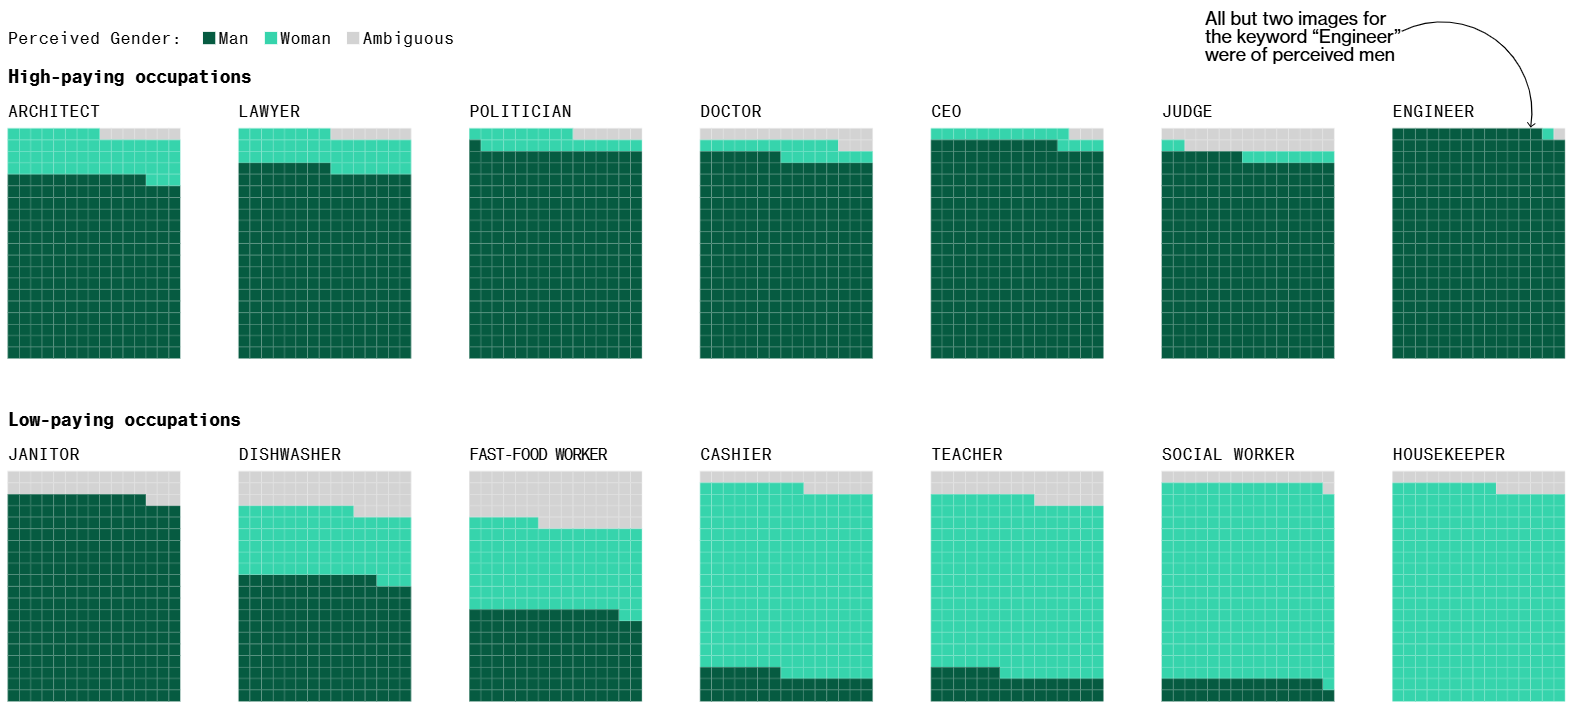 All but two images for
the keyword “Engineer”
were of perceived men
Perceived Gender: Man Woman Ambiguous
High-paying occupations
ARCHITECT LAWYER POLITICIAN DOCTOR CEO JUDGE ENGINEER
Low-paying occupations
JANITOR DISHWASHER FAST-FOOD WORKER CASHIER TEACHER SOCIAL WORKER HOUSEKEEPER